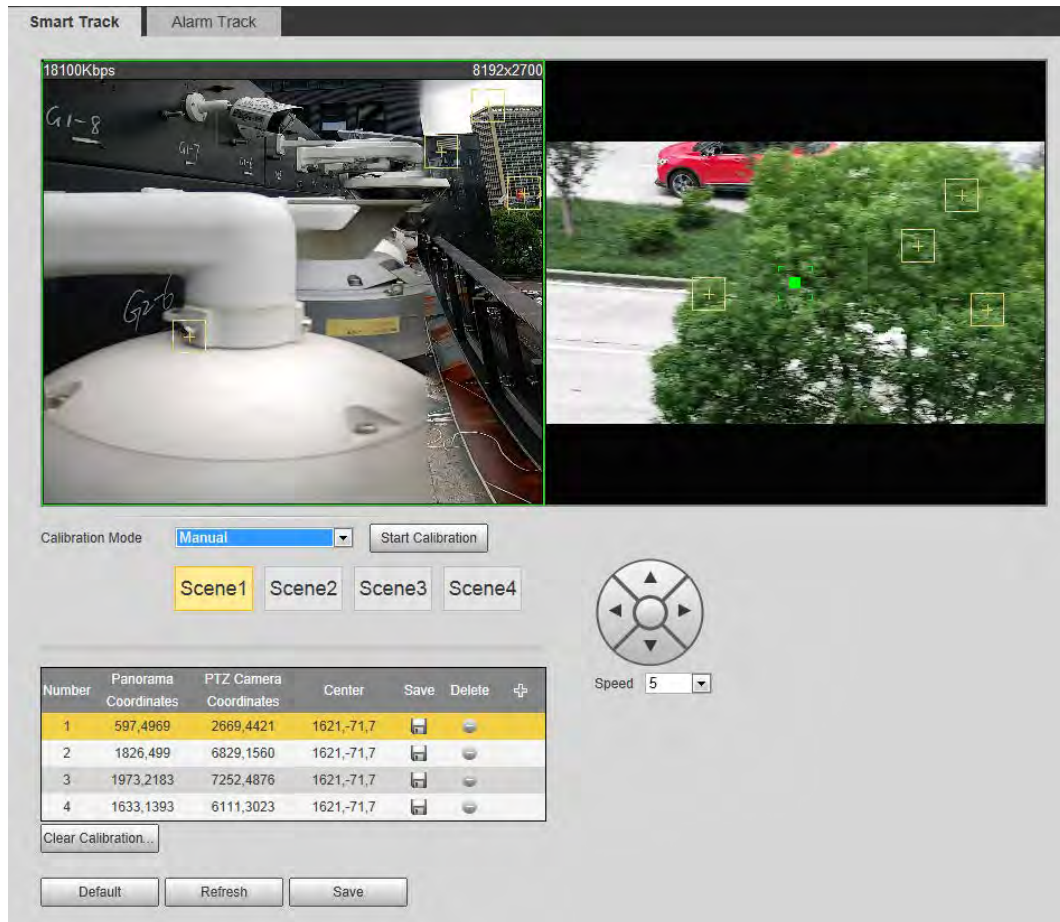 Smart Track
Alarm Track
18100Kbps
8192x2700
G1-8
G1-7
G2-6
Calibration Mode
Manual
Start Calibration
Scene1
Scene2
Scene3
Scene4
Number Panorama Coordinates PTZ Camera Coordinates Center Save Delete
1 597,4969 2669,4421 1621,-71,7
2 1826,499 6829,1560 1621,-71,7
3 1973,2183 7252,4876 1621,-71,7
4 1633,1393 6111,3023 1621,-71,7
Speed 5
Clear Calibration...
Default
Refresh
Save